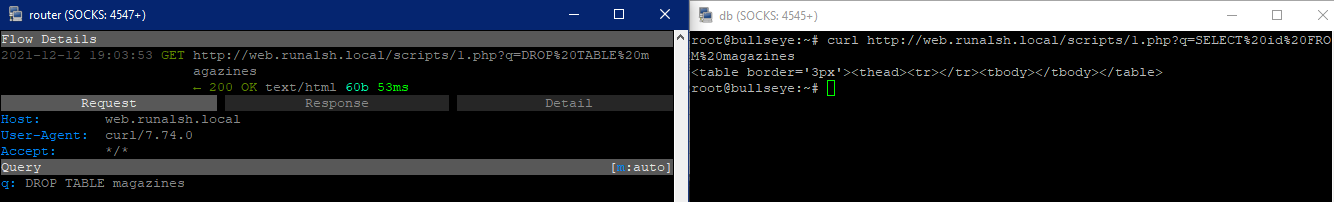 router (SOCKS: 4547+)
Flow Details
2021-12-12 19:03:53 GET http://web.runalsh.local/scripts/1.php?q=DROP%20TABLE%20m
agazines
← 200 OK text/html 60b 53ms
Request Response Detail
Host: web.runalsh.local
User-Agent: curl/7.74.0
Accept: */*
Query [m:auto]
q: DROP TABLE magazines
db (SOCKS: 4545+)
root@bullseye:~# curl http://web.runalsh.local/scripts/1.php?q=SELECT%20id%20FRO
M%20magazines
<table border='3px'><thead><tr></tr><tbody></tbody></table>
root@bullseye:~#